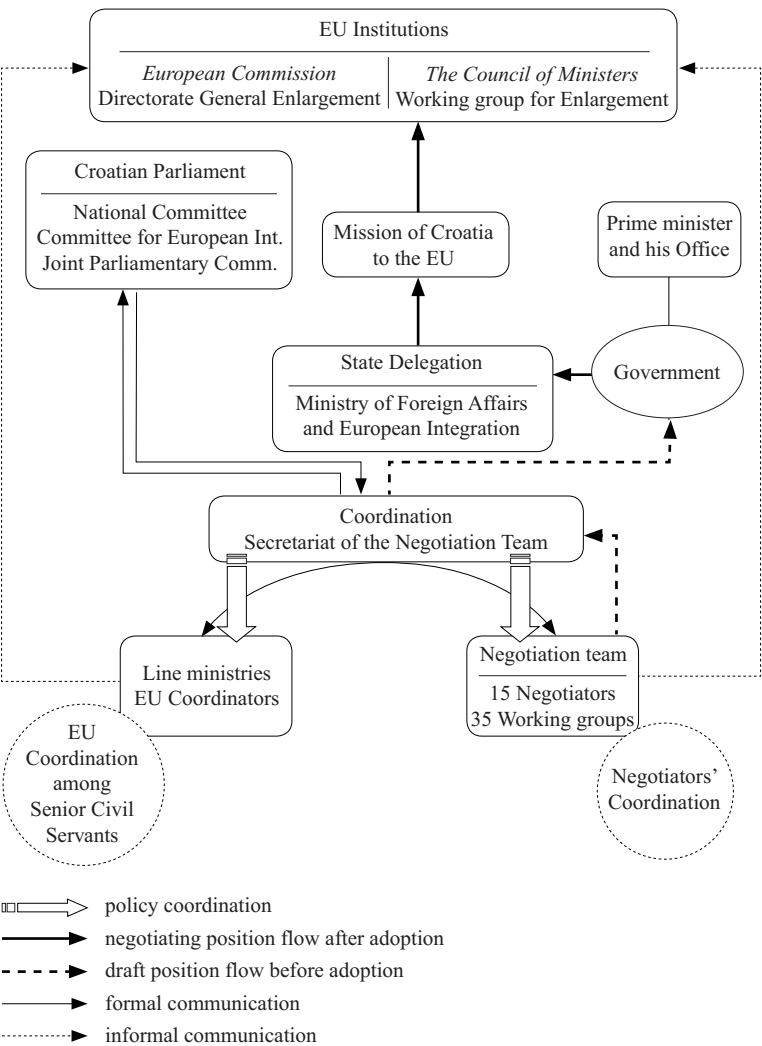 EU Institutions
European Commission
Directorate General Enlargement
The Council of Ministers
Working group for Enlargement
Croatian Parliament
National Committee
Committee for European Int.
Joint Parliamentary Comm.
Mission of Croatia
to the EU
Prime minister
and his Office
State Delegation
Ministry of Foreign Affairs
and European Integration
Government
Coordination
Secretariat of the Negotiation Team
Line ministries
EU Coordinators
Negotiation team
15 Negotiators
35 Working groups
EU
Coordination
among
Senior Civil
Servants
Negotiators’
Coordination
policy coordination
negotiating position flow after adoption
draft position flow before adoption
formal communication
informal communication